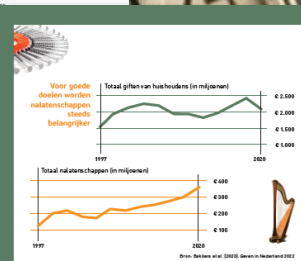 Voor goede
doelen worden
nalatenschappen
steeds
belangrijker
Totaal giften van huishoudens (in miljoenen)
€ 2.500
€ 2.000
€ 1.500
€ 1.000
1997
2020
Totaal nalatenschappen (in miljoenen)
€ 400
€ 300
€ 200
€ 100
1997
2020
Bron: Bekkers et al. (2022). Geven in Nederland 2022